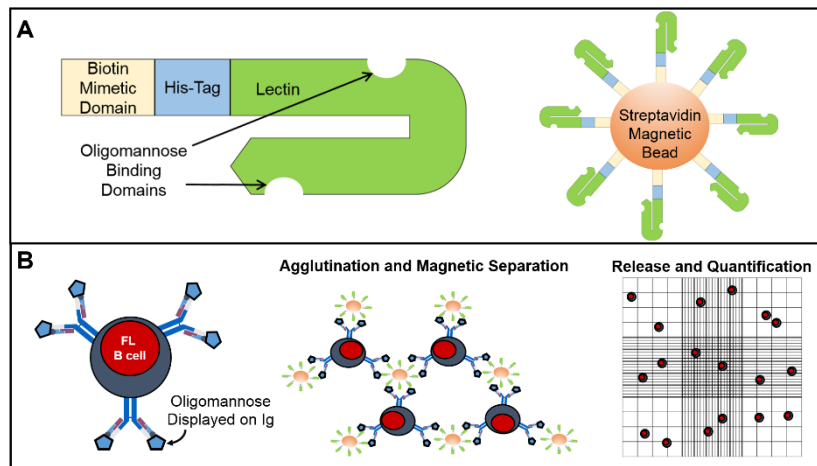 A
Biotin
Mimetic
Domain
His-Tag
Lectin
Oligomannose
Binding
Domains
Streptavidin
Magnetic
Bead
B
Agglutination and Magnetic Separation
Release and Quantification
FL
B cell
Oligomannose
Displayed on Ig